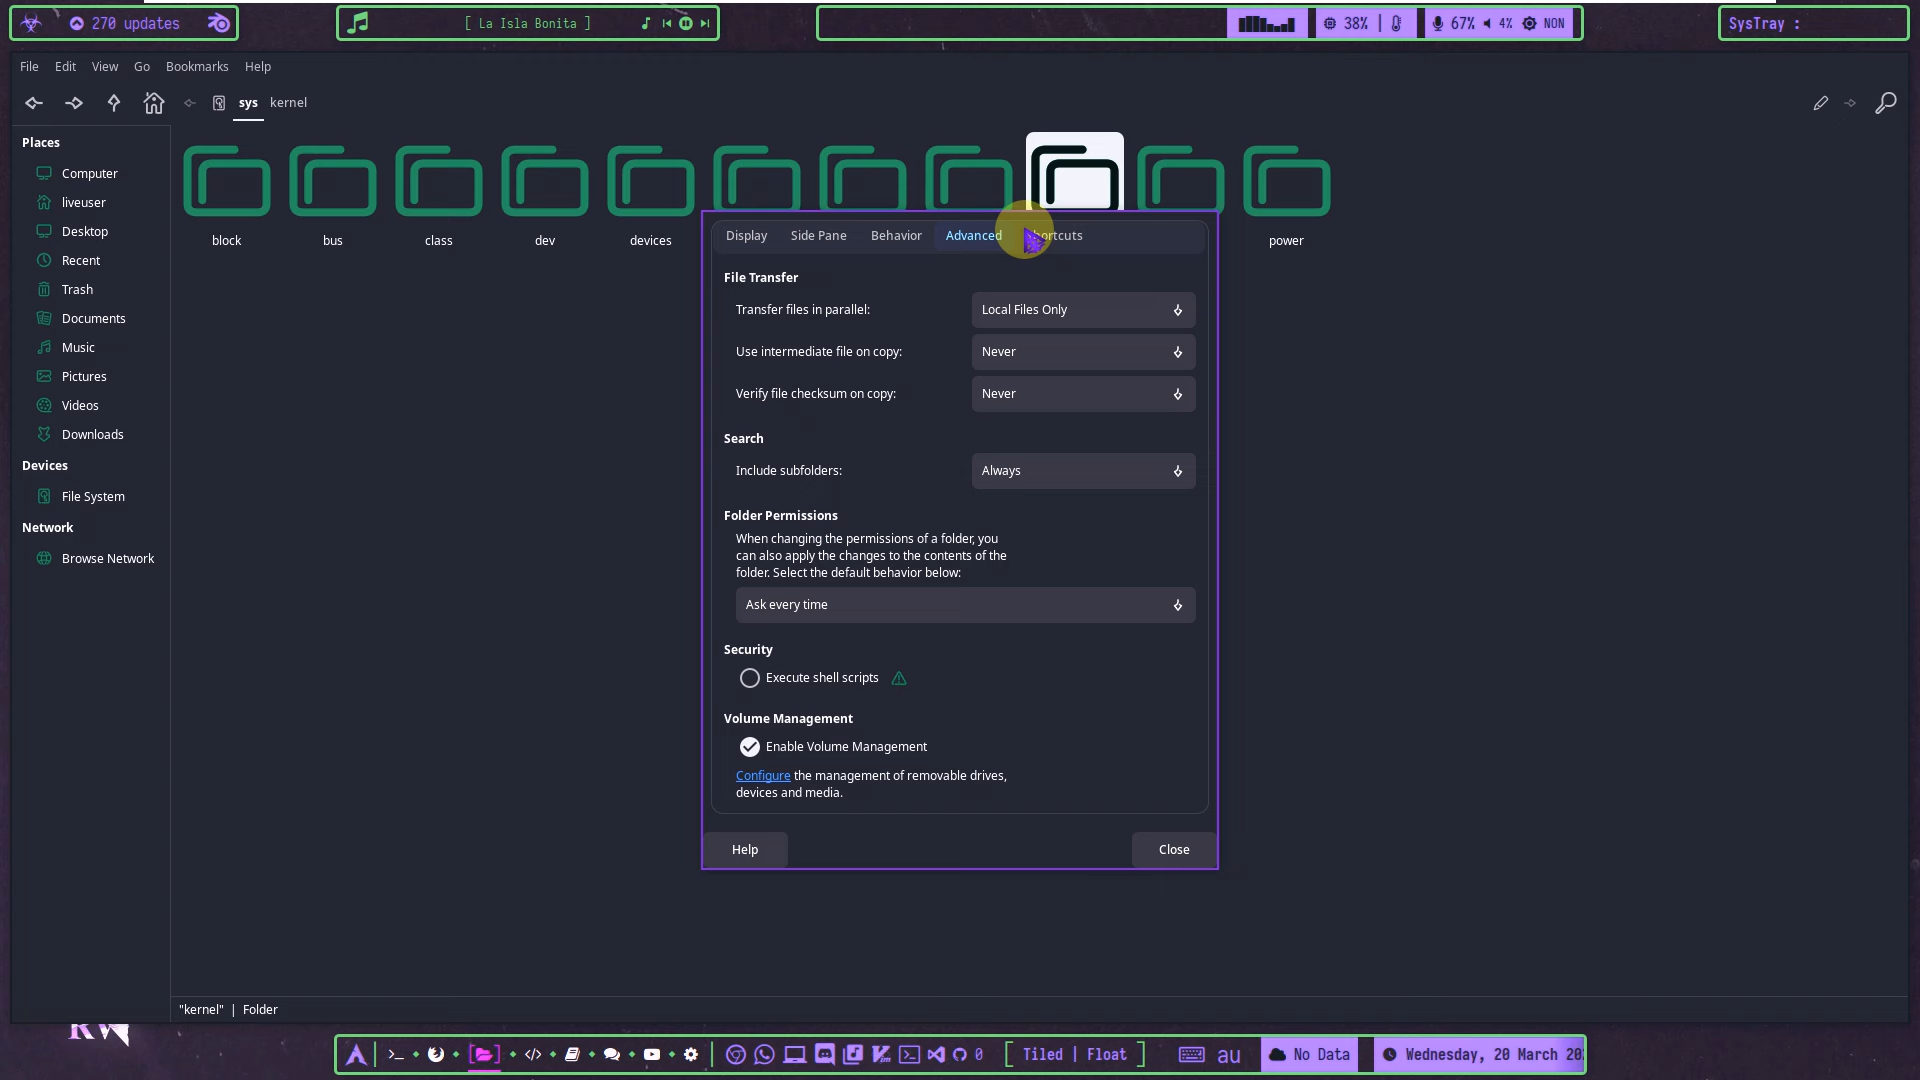 270 updates
[ La Isla Bonita ]
38% |
67% 4% NON
SysTray :
File Edit View Go Bookmarks Help
sys kernel
Places
Computer
liveuser
Desktop
Recent
Trash
Documents
Music
Pictures
Videos
Downloads
Devices
File System
Network
Browse Network
block bus class dev devices power
Display Side Pane Behavior Advanced
File Transfer
Transfer files in parallel: Local Files Only
Use intermediate file on copy: Never
Verify file checksum on copy: Never
Search
Include subfolders: Always
Folder Permissions
When changing the permissions of a folder, you
can also apply the changes to the contents of the
folder. Select the default behavior below:
Ask every time
Security
Execute shell scripts
Volume Management
Enable Volume Management
Configure the management of removable drives,
devices and media.
Help Close
"kernel" | Folder
0 [ Tiled | Float ] au No Data Wednesday, 20 March